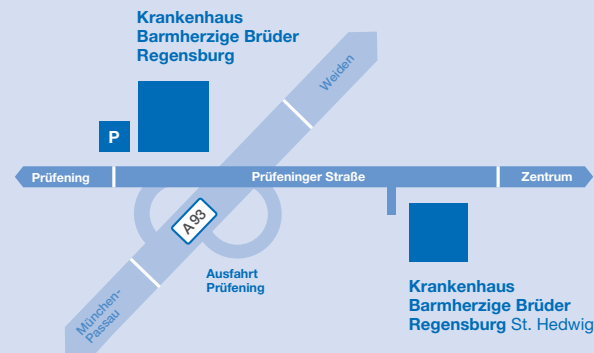 Krankenhaus
Barmherzige Brüder
Regensburg
Weiden
P
Prüfening
Prüfeninger Straße
Zentrum
A 93
Ausfahrt
Prüfening
München-
Passau
Krankenhaus
Barmherzige Brüder
Regensburg St. Hedwig